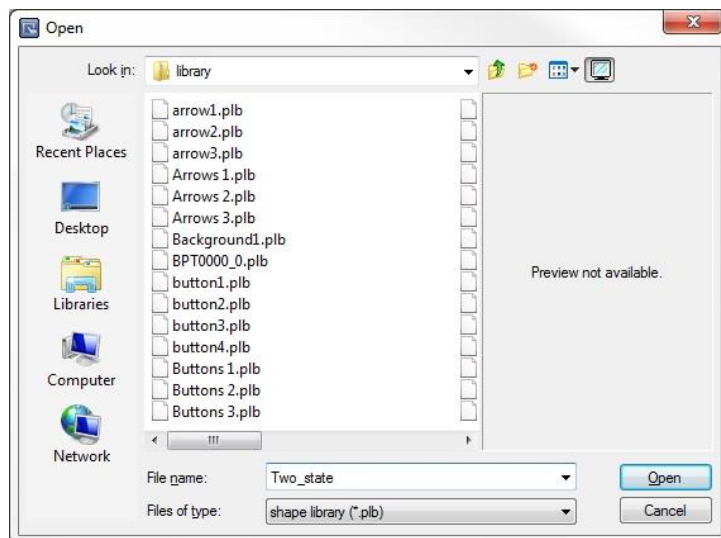 Open
Look in:
library
Recent Places
Desktop
Libraries
Computer
Network
arrow1.plb
arrow2.plb
arrow3.plb
Arrows 1.plb
Arrows 2.plb
Arrows 3.plb
Background1.plb
BPT0000_0.plb
button1.plb
button2.plb
button3.plb
button4.plb
Buttons 1.plb
Buttons 2.plb
Buttons 3.plb
Preview not available.
File name:
Two_state
Open
Files of type:
shape library (*.plb)
Cancel